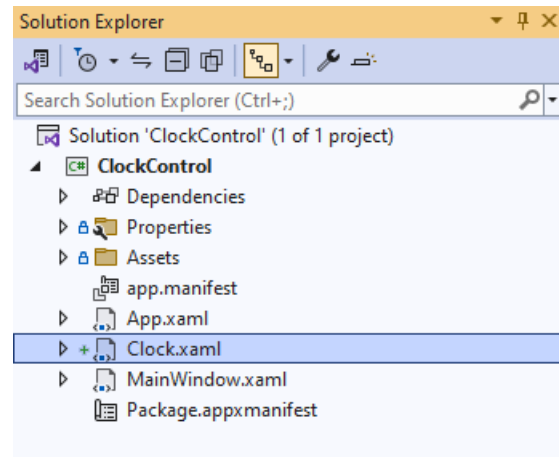 Solution Explorer
Search Solution Explorer (Ctrl+;)
Solution 'ClockControl' (1 of 1 project)
C# ClockControl
Dependencies
Properties
Assets
app.manifest
App.xaml
+ Clock.xaml
MainWindow.xaml
Package.appxmanifest